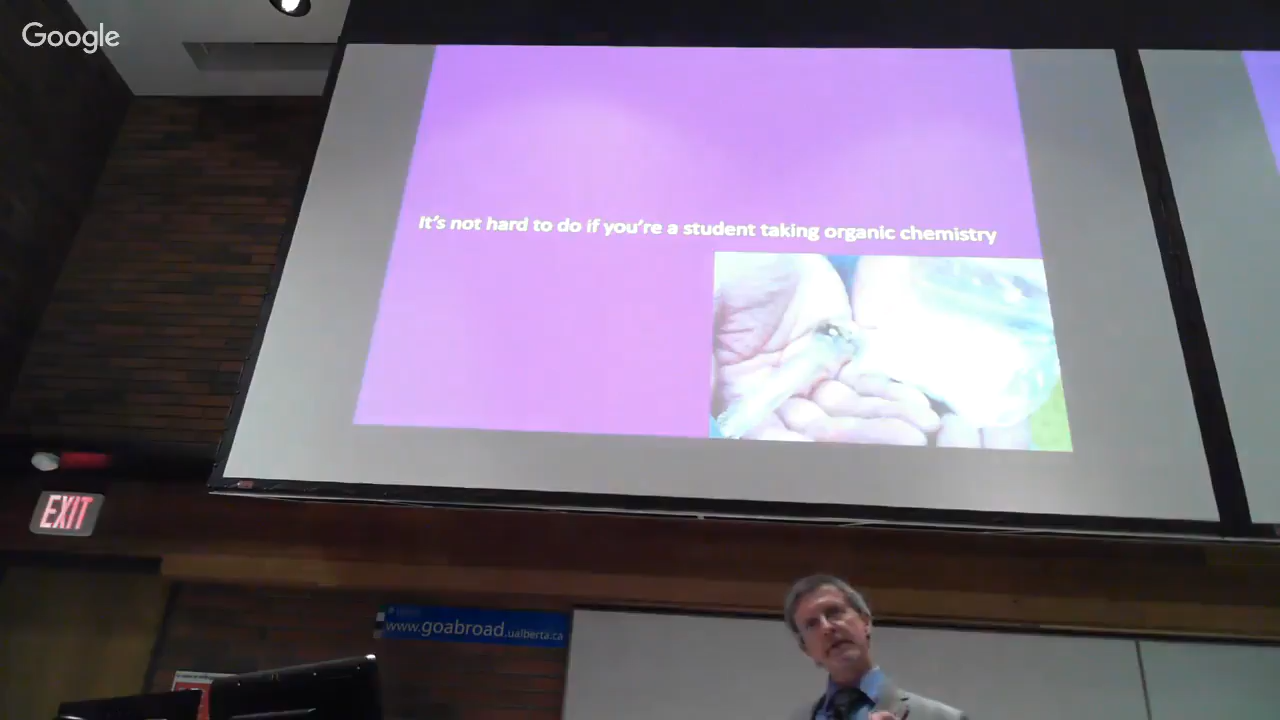 Google
It's not hard to do if you're a student taking organic chemistry
EXIT
www.goabroad.ualberta.ca